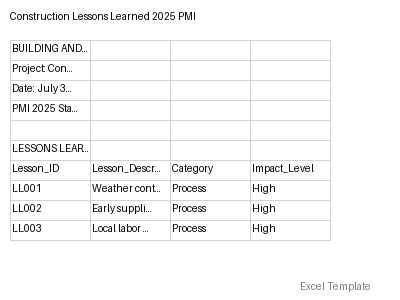 Construction Lessons Learned 2025 PMI
BUILDING AND...
Project: Con...
Date: July 3...
PMI 2025 Sta...
LESSONS LEAR...
Lesson_ID Lesson_Descr... Category Impact_Level
LL001 Weather cont... Process High
LL002 Early suppli... Process High
LL003 Local labor ... Process High
Excel Template